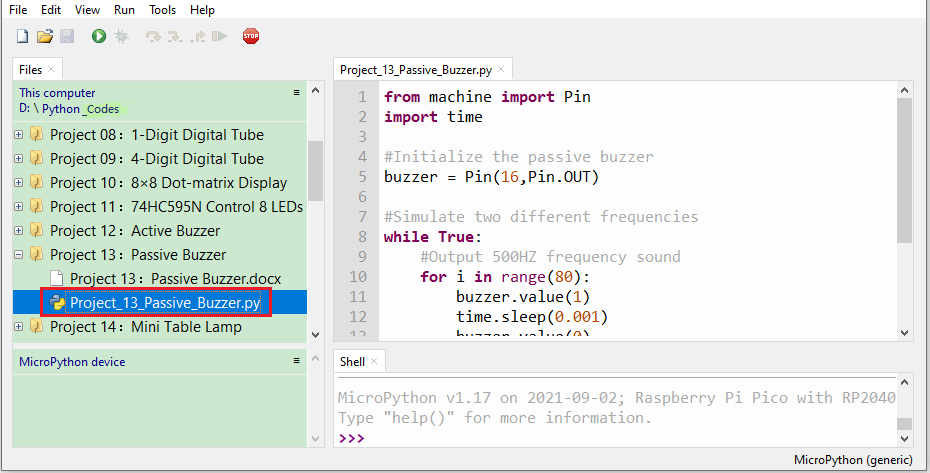 File Edit View Run Tools Help
STOP
Files
This computer
D: \ Python _Codes
Project 08：1-Digit Digital Tube
Project 09：4-Digit Digital Tube
Project 10：8×8 Dot-matrix Display
Project 11：74HC595N Control 8 LEDs
Project 12：Active Buzzer
Project 13：Passive Buzzer
Project 13：Passive Buzzer.docx
Project_13_Passive_Buzzer.py
Project 14：Mini Table Lamp
MicroPython device
Project_13_Passive_Buzzer.py
1 from machine import Pin
2 import time
3
4 #Initialize the passive buzzer
5 buzzer = Pin(16,Pin.OUT)
6
7 #Simulate two different frequencies
8 while True:
9 #Output 500HZ frequency sound
10 for i in range(80):
11 buzzer.value(1)
12 time.sleep(0.001)
13 buzzer.value(0)
Shell
MicroPython v1.17 on 2021-09-02; Raspberry Pi Pico with RP2040
Type "help()" for more information.
>>>
MicroPython (generic)